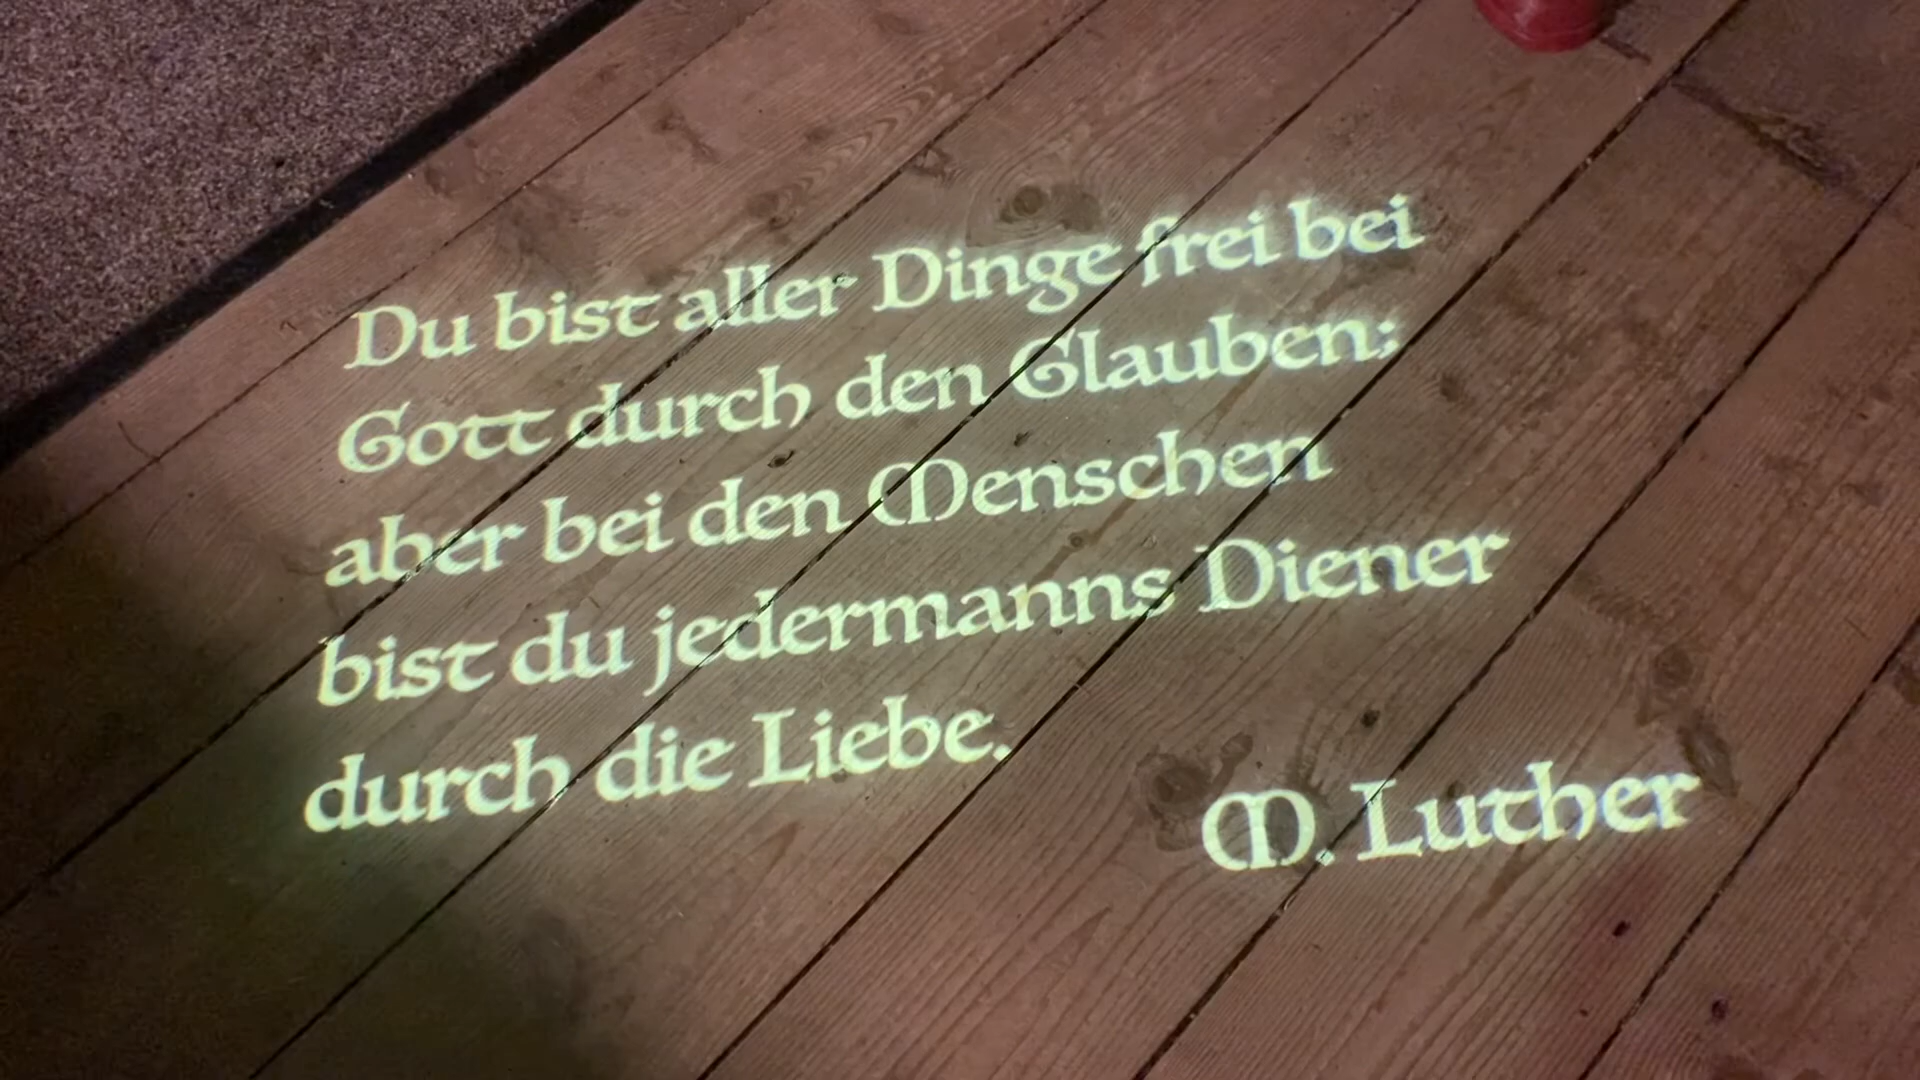 Du bist aller Dinge frei bei
Gott durch den Glauben;
aber bei den Menschen
bist du jedermanns Diener
durch die Liebe.
M. Luther